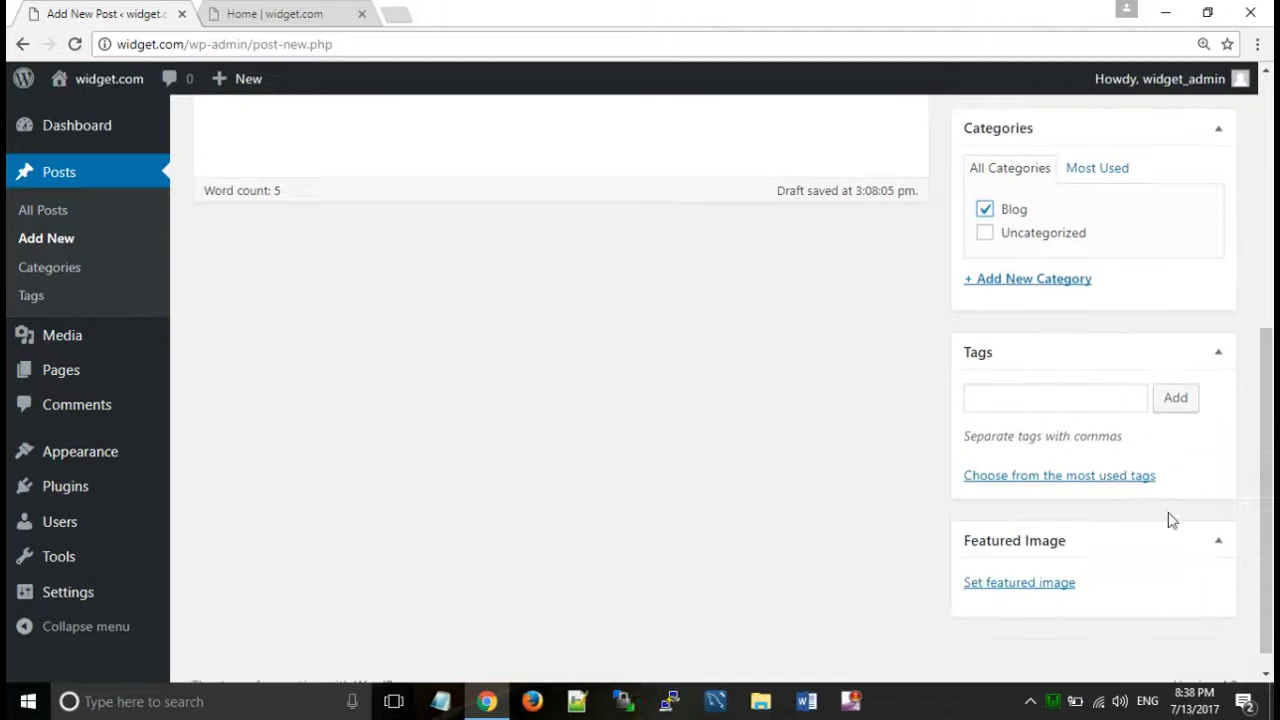 Add New Post ‹ widget.c
Home | widget.com
widget.com/wp-admin/post-new.php
widget.com
0
New
Howdy, widget_admin
Dashboard
Posts
All Posts
Add New
Categories
Tags
Media
Pages
Comments
Appearance
Plugins
Users
Tools
Settings
Collapse menu
Word count: 5
Draft saved at 3:08:05 pm.
Categories
All Categories
Most Used
Blog
Uncategorized
+ Add New Category
Tags
Add
Separate tags with commas
Choose from the most used tags
Featured Image
Set featured image
Type here to search
ENG
8:38 PM
7/13/2017
2